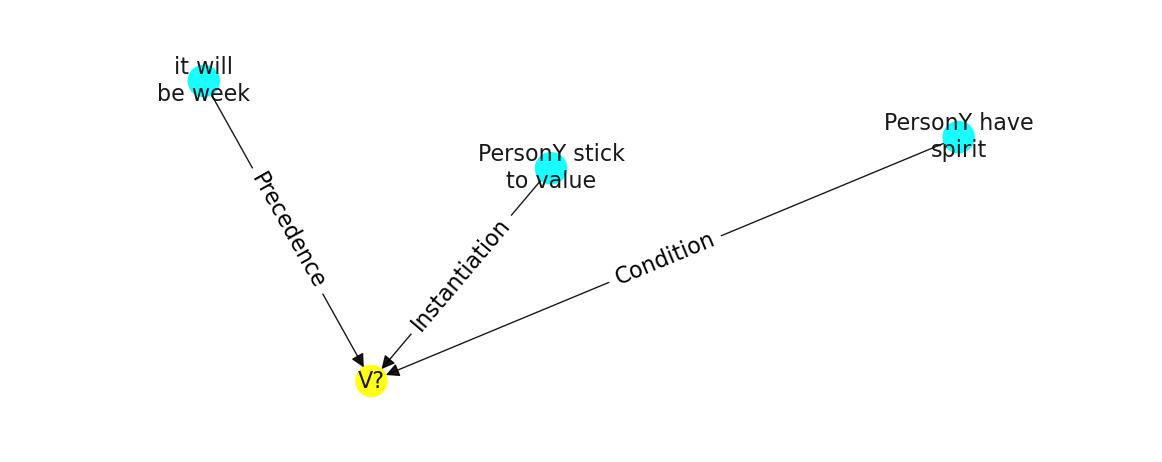 it will
be week
PersonY have
spirit
PersonY stick
to value
Precedence
Instantiation
Condition
V?